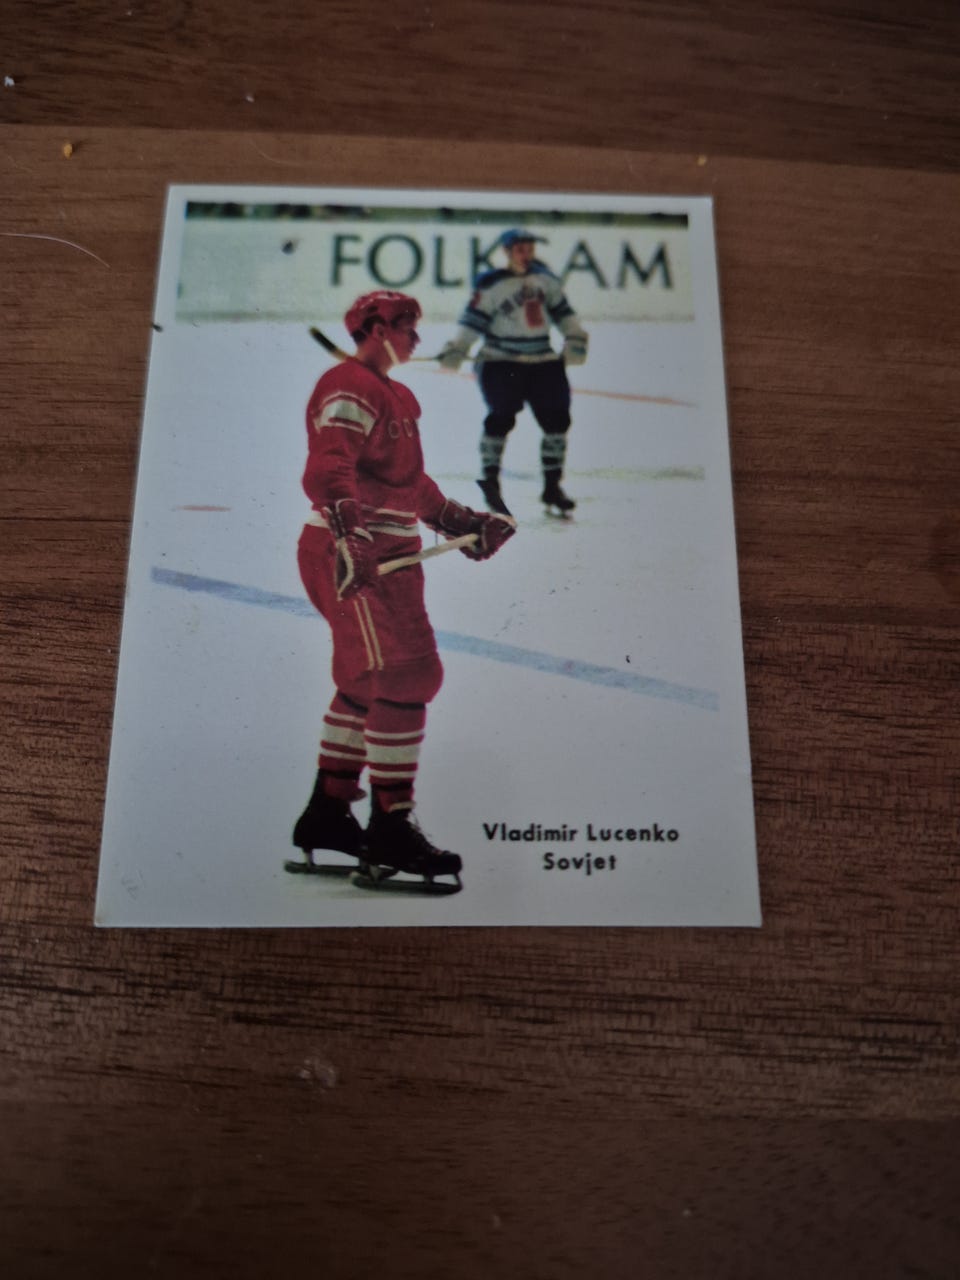 FOLKSAM
Vladimir Lucenko
Sovjet